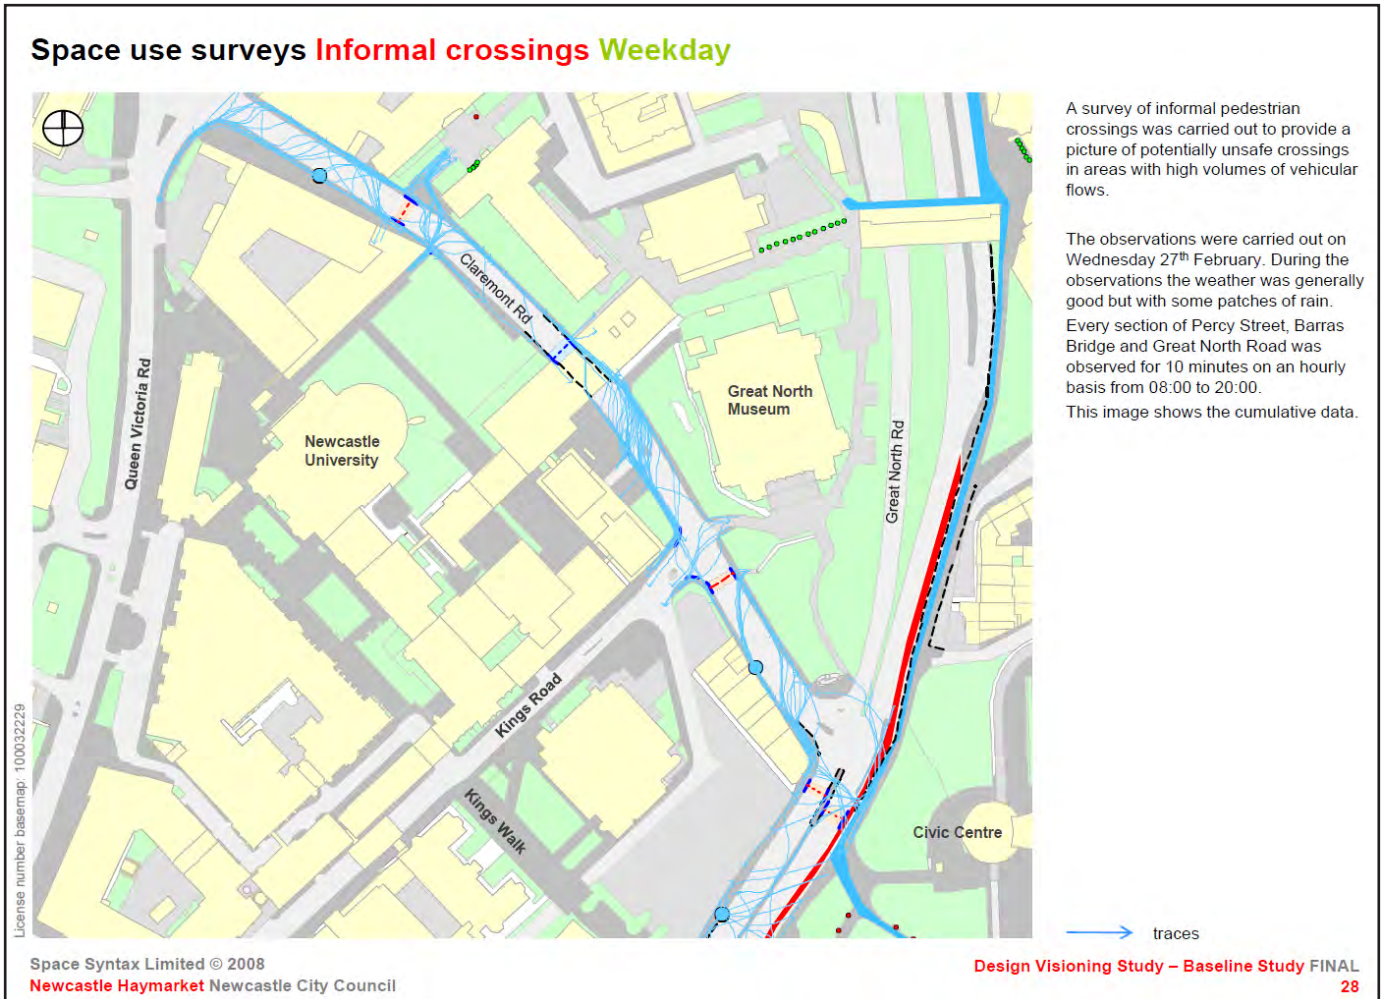 Space use surveys Informal crossings Weekday
A survey of informal pedestrian
crossings was carried out to provide a
picture of potentially unsafe crossings
in areas with high volumes of vehicular
flows.
The observations were carried out on
Wednesday 27th February. During the
observations the weather was generally
good but with some patches of rain.
Every section of Percy Street, Barras
Bridge and Great North Road was
observed for 10 minutes on an hourly
basis from 08:00 to 20:00.
This image shows the cumulative data.
Claremont Rd
Queen Victoria Rd
Newcastle
University
Great North
Museum
Great North Rd
Kings Road
Kings Walk
Civic Centre
traces
License number basemap: 100032229
Space Syntax Limited © 2008
Newcastle Haymarket Newcastle City Council
Design Visioning Study – Baseline Study FINAL
28